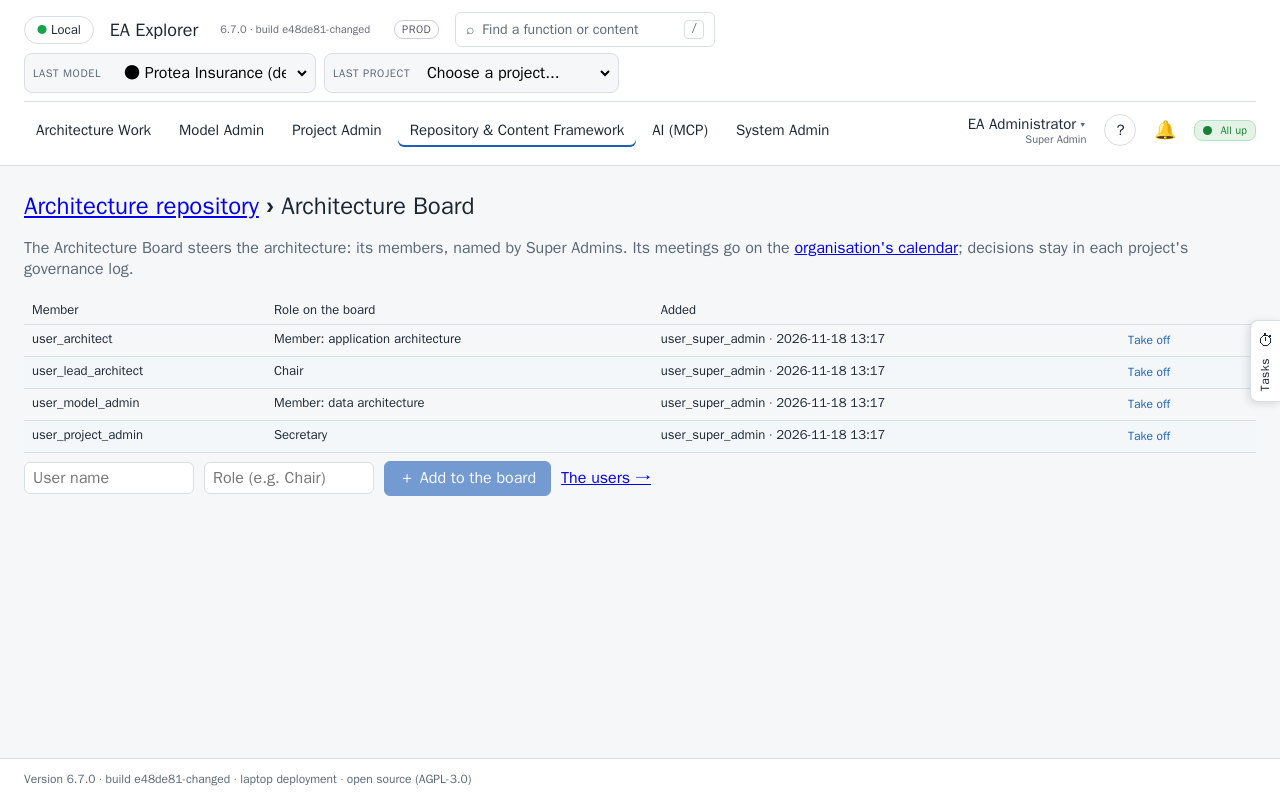 Local
EA Explorer
6.7.0 · build e48de81-changed
PROD
Find a function or content
/
LAST MODEL
Protea Insurance (de
LAST PROJECT
Choose a project...
Architecture Work
Model Admin
Project Admin
Repository & Content Framework
AI (MCP)
System Admin
EA Administrator ▾
Super Admin
?
All up
Architecture repository › Architecture Board
The Architecture Board steers the architecture: its members, named by Super Admins. Its meetings go on the organisation's calendar; decisions stay in each project's
governance log.
Member Role on the board Added
user_architect Member: application architecture user_super_admin · 2026-11-18 13:17 Take off
user_lead_architect Chair user_super_admin · 2026-11-18 13:17 Take off
user_model_admin Member: data architecture user_super_admin · 2026-11-18 13:17 Take off
user_project_admin Secretary user_super_admin · 2026-11-18 13:17 Take off
Tasks
User name
Role (e.g. Chair)
+ Add to the board
The users →
Version 6.7.0 · build e48de81-changed · laptop deployment · open source (AGPL-3.0)